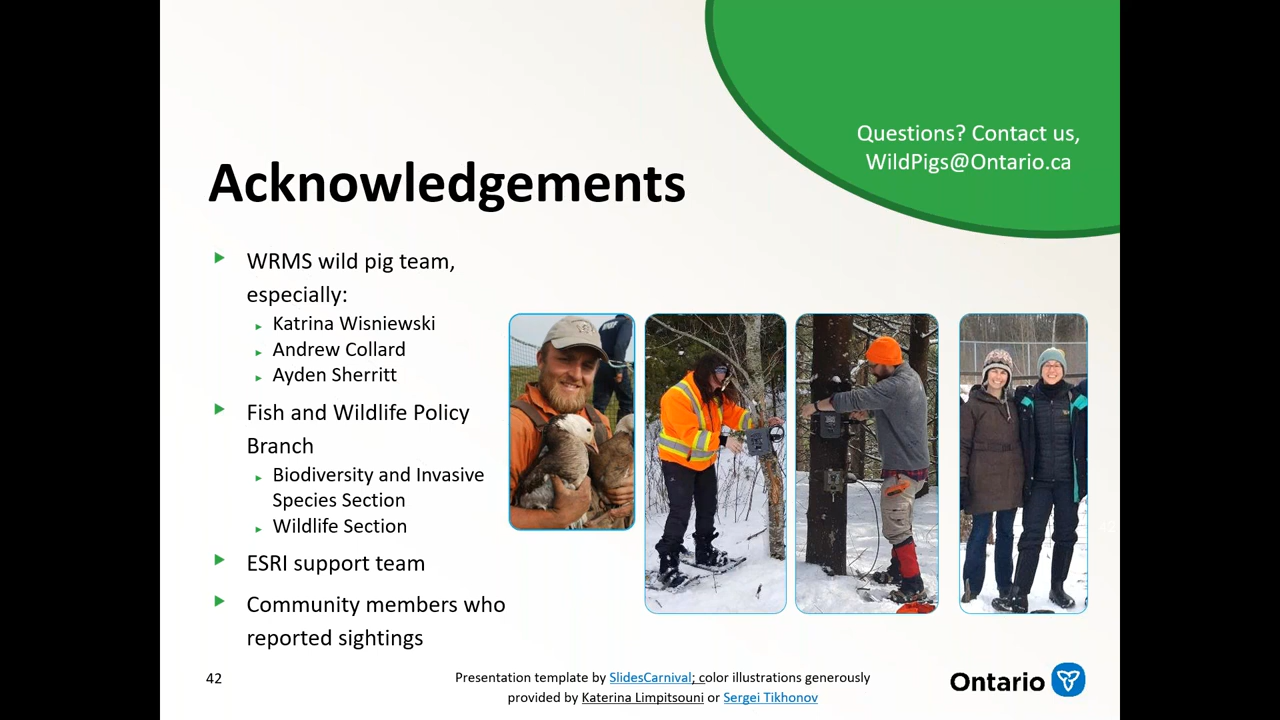 Questions? Contact us,
WildPigs@Ontario.ca
Acknowledgements
WRMS wild pig team,
especially:
Katrina Wisniewski
Andrew Collard
Ayden Sherritt
Fish and Wildlife Policy
Branch
Biodiversity and Invasive
Species Section
Wildlife Section
ESRI support team
Community members who
reported sightings
42
Presentation template by SlidesCarnival; color illustrations generously
provided by Katerina Limpitsouni or Sergei Tikhonov
Ontario